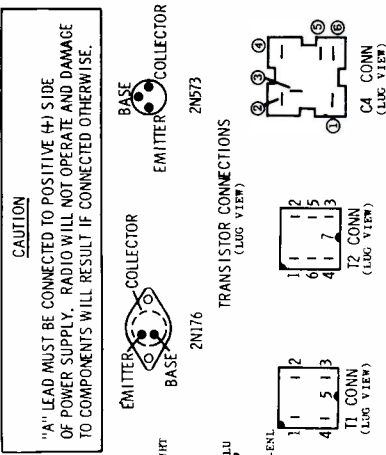 CAUTION
"A" LEAD MUST BE CONNECTED TO POSITIVE (+) SIDE
OF POWER SUPPLY. RADIO WILL NOT OPERATE AND DAMAGE
TO COMPONENTS WILL RESULT IF CONNECTED OTHERWISE.
EMITTER
COLLECTOR
BASE
2N176
BASE
EMITTER
COLLECTOR
2N573
TRANSISTOR CONNECTIONS
(LUG VIEW)
1 2
4 5 3
T1 CONN
(LUG VIEW)
1 2
6 5
4 7 3
T2 CONN
(LUG VIEW)
2 3 4
1 5 6
C4 CONN
(LUG VIEW)
HT
LU
-ENL